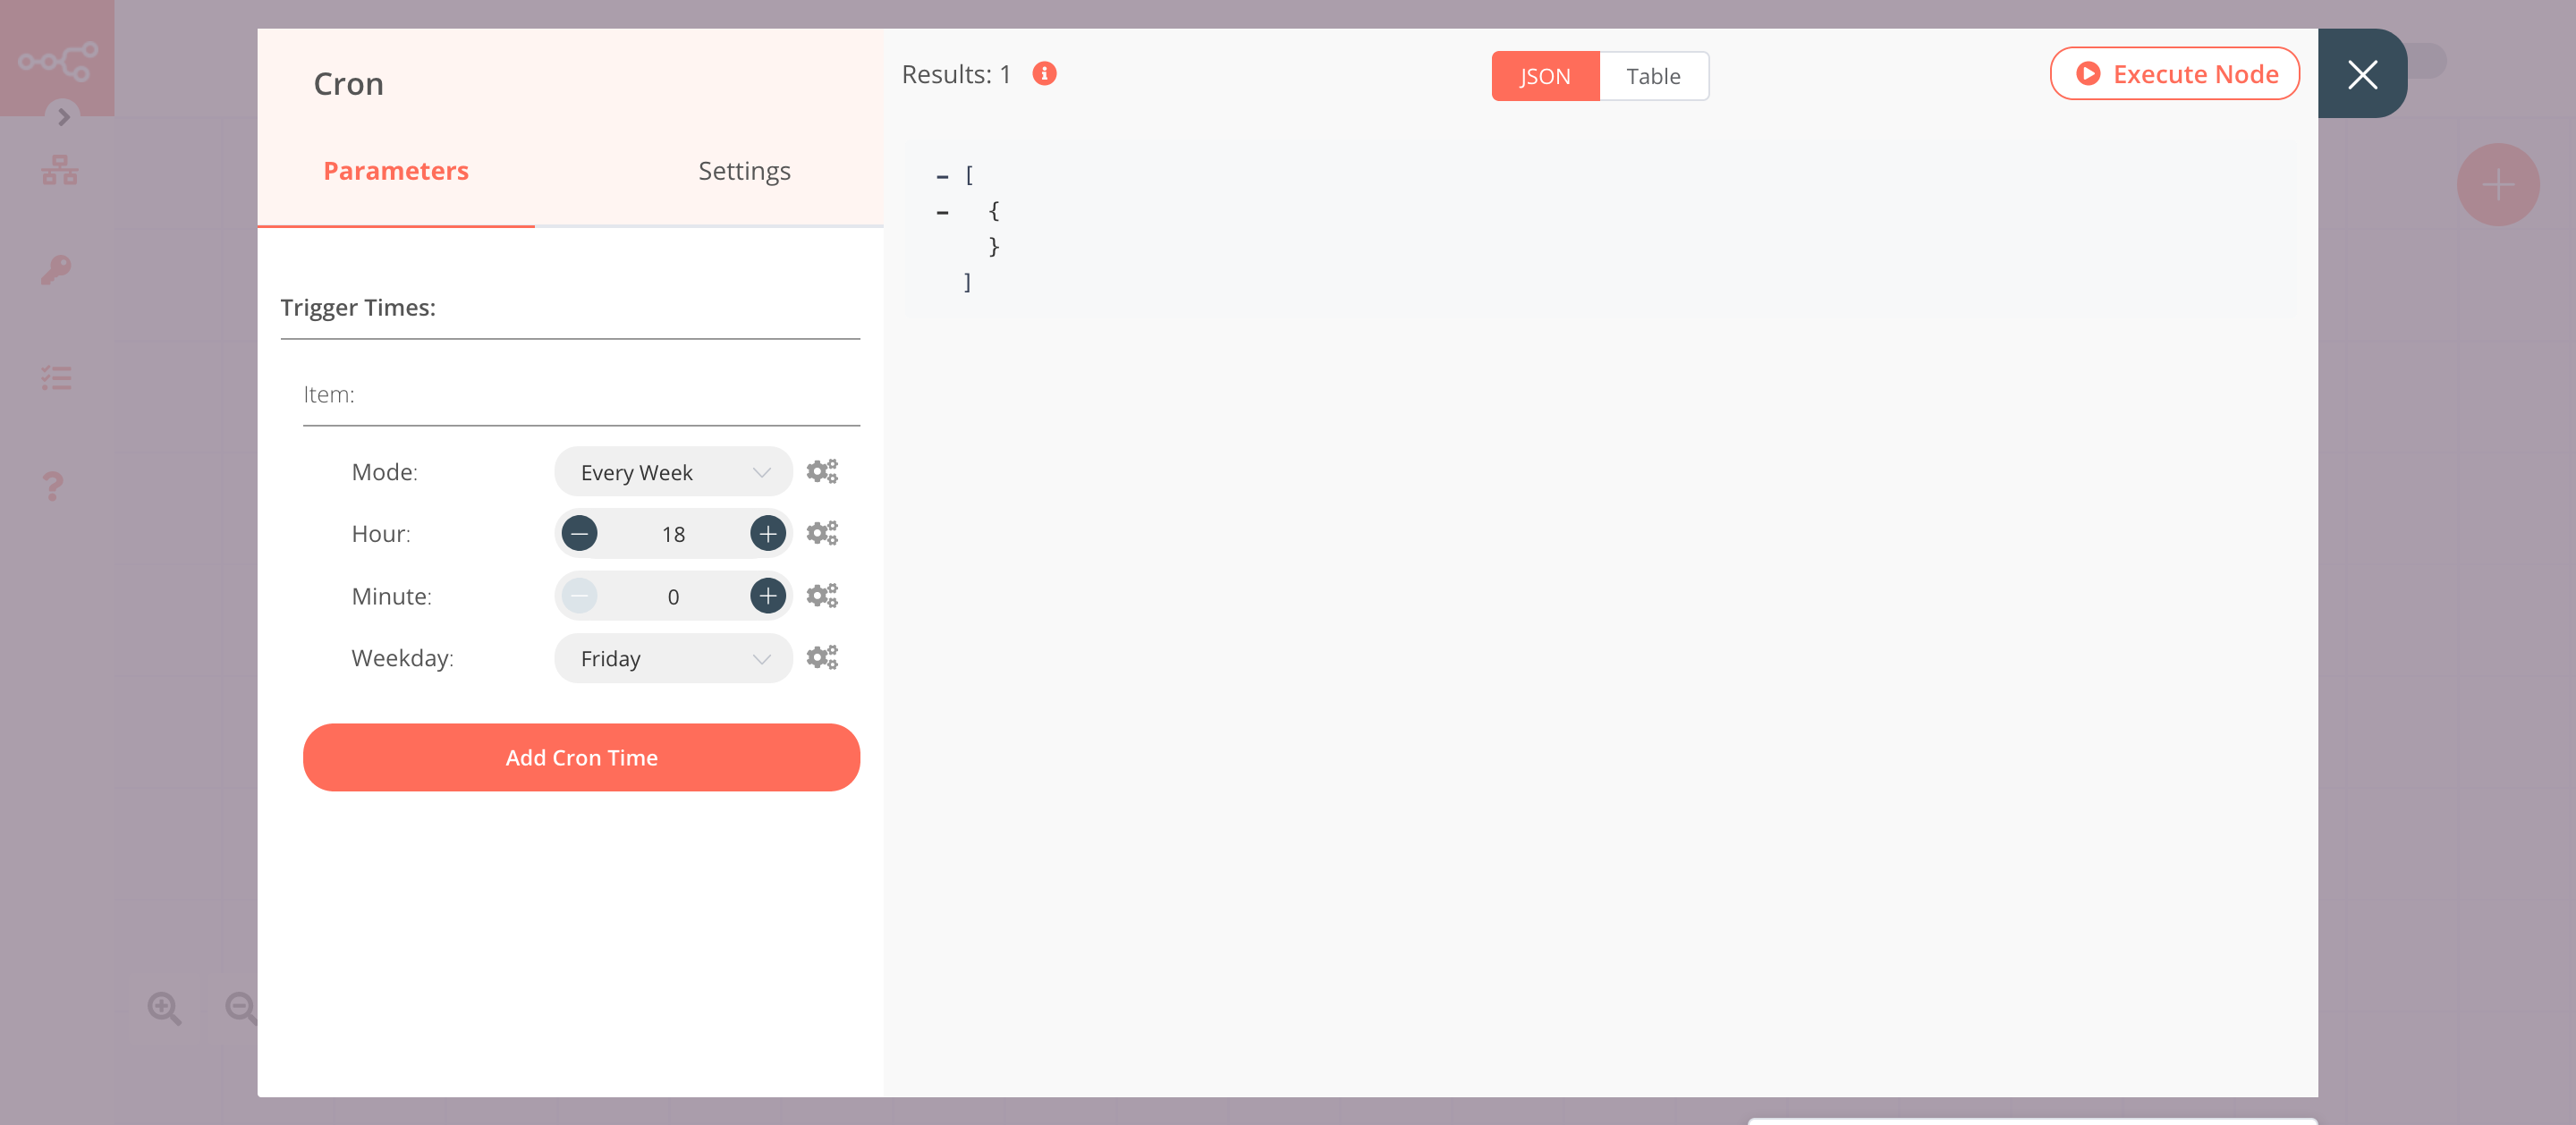 Cron
Parameters
Settings
Trigger Times:
Item:
Mode:
Every Week
Hour:
18
Minute:
0
Weekday:
Friday
Add Cron Time
Results: 1
JSON
Table
Execute Node
[
{
}
]